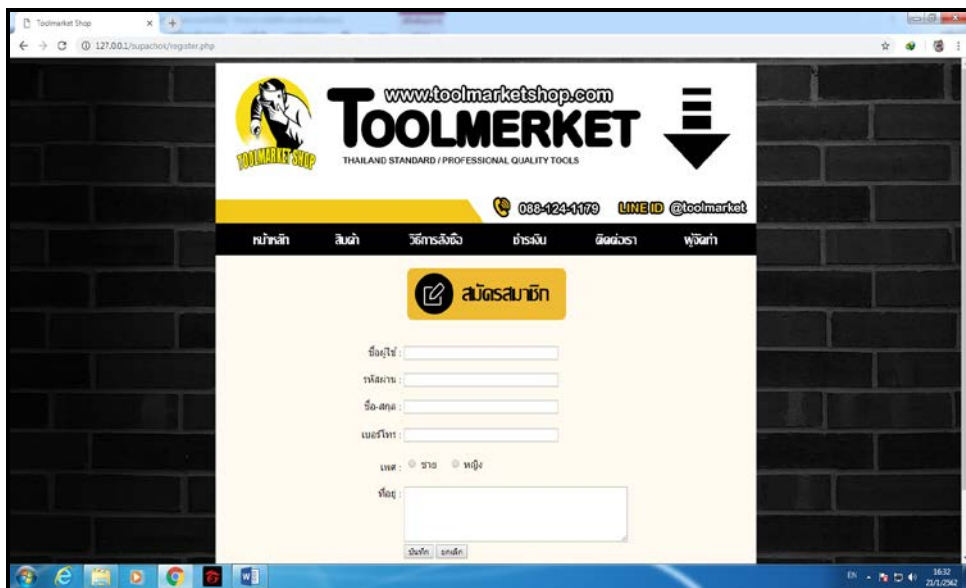 Toolmarket Shop
127.0.0.1/supachok/register.php
www.toolmarketshop.com
TOOLMERKET
THAILAND STANDARD / PROFESSIONAL QUALITY TOOLS
TOOLMARKET SHOP
088-124-1179 LINE ID @toolmarket
หน้าหลัก สินค้า วิธีการสั่งซื้อ ชำระเงิน ติดต่อเรา ผู้จัดทำ
สมัครสมาชิก
ชื่อผู้ใช้ :
รหัสผ่าน :
ชื่อ-สกุล :
เบอร์โทร :
เพศ : ชาย หญิง
ที่อยู่ :
บันทึก ยกเลิก
EN 16:32
21/1/2562